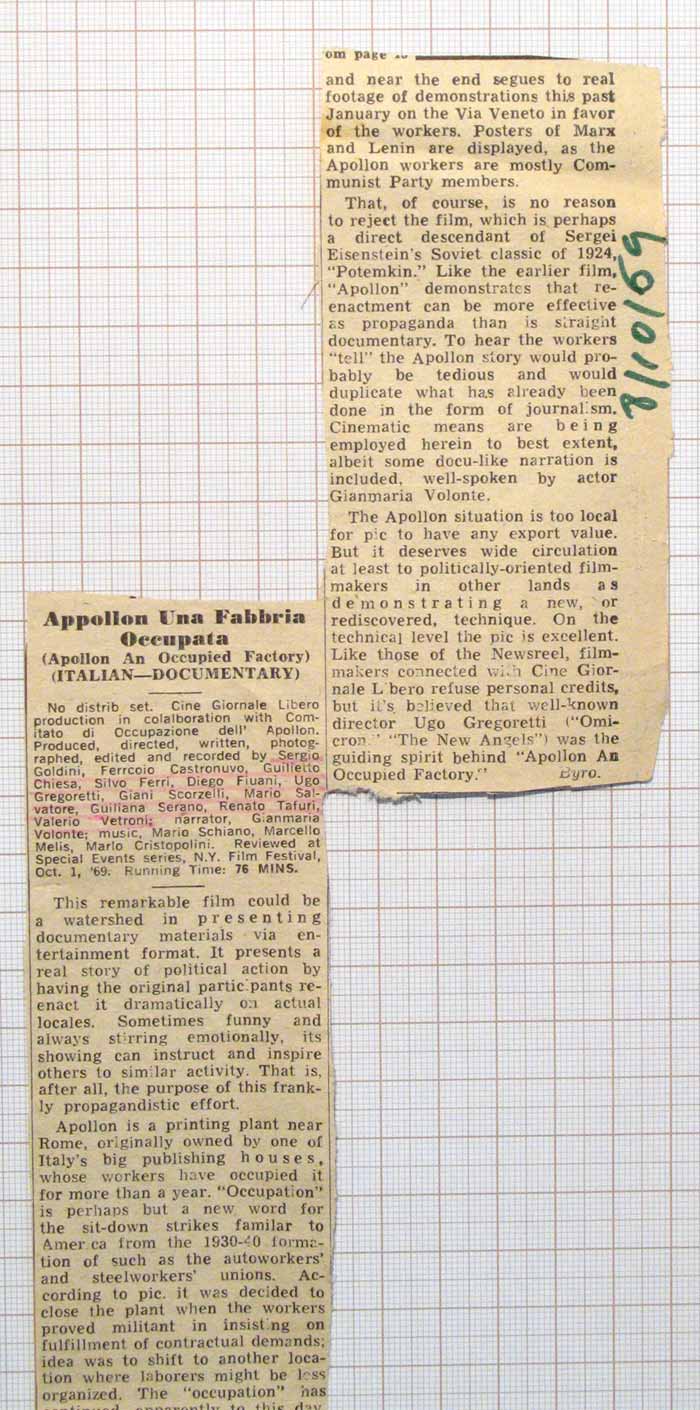 Appollon Una Fabbria
Occupata
(Apollon An Occupied Factory)
(ITALIAN—DOCUMENTARY)
No distrib set. Cine Giornale Libero
production in colalboration with Com-
itato di Occupazione dell' Apollon.
Produced, directed, written, photog-
raphed, edited and recorded by Sergio
Goldini, Ferrcoio Castronuvo, Guilietto
Chiesa, Silvo Ferri, Diego Fiuani, Ugo
Gregoretti, Giani Scorzelli, Mario Sal-
vatore, Guiliana Serano, Renato Tafuri,
Valerio Vetroni; narrator, Gianmaria
Volonte; music, Mario Schiano, Marcello
Melis, Marlo Cristopolini. Reviewed at
Special Events series, N.Y. Film Festival,
Oct. 1, '69. Running Time: 76 MINS.
This remarkable film could be
a watershed in presenting
documentary materials via en-
tertainment format. It presents a
real story of political action by
having the original participants re-
enact it dramatically on actual
locales. Sometimes funny and
always stirring emotionally, its
showing can instruct and inspire
others to similar activity. That is,
after all, the purpose of this frank-
ly propagandistic effort.
Apollon is a printing plant near
Rome, originally owned by one of
Italy's big publishing houses,
whose workers have occupied it
for more than a year. "Occupation"
is perhaps but a new word for
the sit-down strikes familar to
America from the 1930-40 forma-
tion of such as the autoworkers'
and steelworkers' unions. Ac-
cording to pic. it was decided to
close the plant when the workers
proved militant in insisting on
fulfillment of contractual demands;
idea was to shift to another loca-
tion where laborers might be less
organized. The "occupation" has
continued, apparently to this day,
om page
and near the end segues to real
footage of demonstrations this past
January on the Via Veneto in favor
of the workers. Posters of Marx
and Lenin are displayed, as the
Apollon workers are mostly Com-
munist Party members.
That, of course, is no reason
to reject the film, which is perhaps
a direct descendant of Sergei
Eisenstein's Soviet classic of 1924,
"Potemkin." Like the earlier film,
"Apollon" demonstrates that re-
enactment can be more effective
as propaganda than is straight
documentary. To hear the workers
"tell" the Apollon story would pro-
bably be tedious and would
duplicate what has already been
done in the form of journalism.
Cinematic means are being
employed herein to best extent,
albeit some docu-like narration is
included, well-spoken by actor
Gianmaria Volonte.
The Apollon situation is too local
for pic to have any export value.
But it deserves wide circulation
at least to politically-oriented film-
makers in other lands as
demonstrating a new, or
rediscovered, technique. On the
technical level the pic is excellent.
Like those of the Newsreel, film-
makers connected with Cine Gior-
nale Libero refuse personal credits,
but it's believed that well-known
director Ugo Gregoretti ("Omi-
cron." "The New Angels") was the
guiding spirit behind "Apollon An
Occupied Factory." Byro.
8/10/69